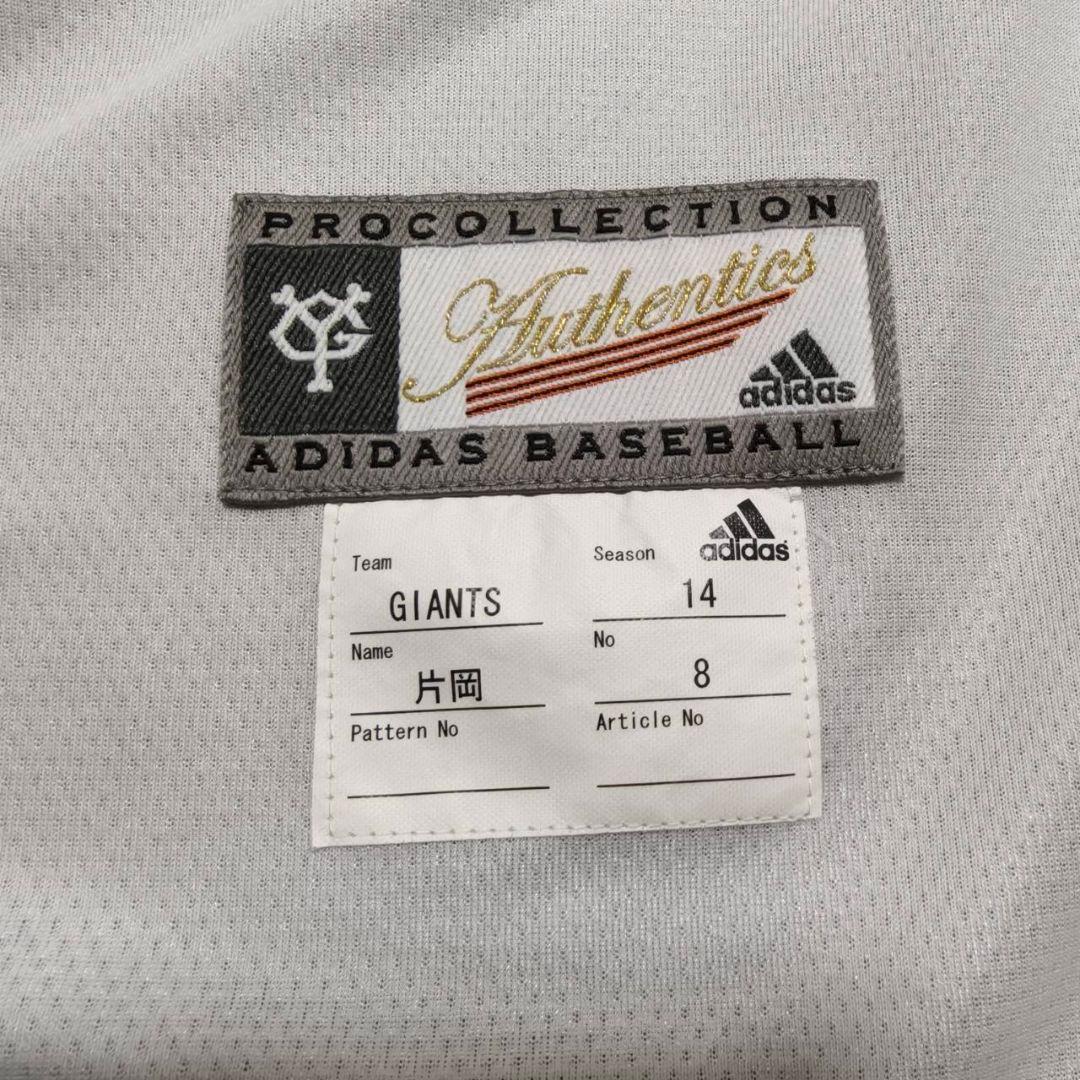 PROCOLLECTION
YG
Authentics
adidas
ADIDAS BASEBALL
adidas
Team
GIANTS
Season
14
Name
片岡
No
8
Pattern No
Article No